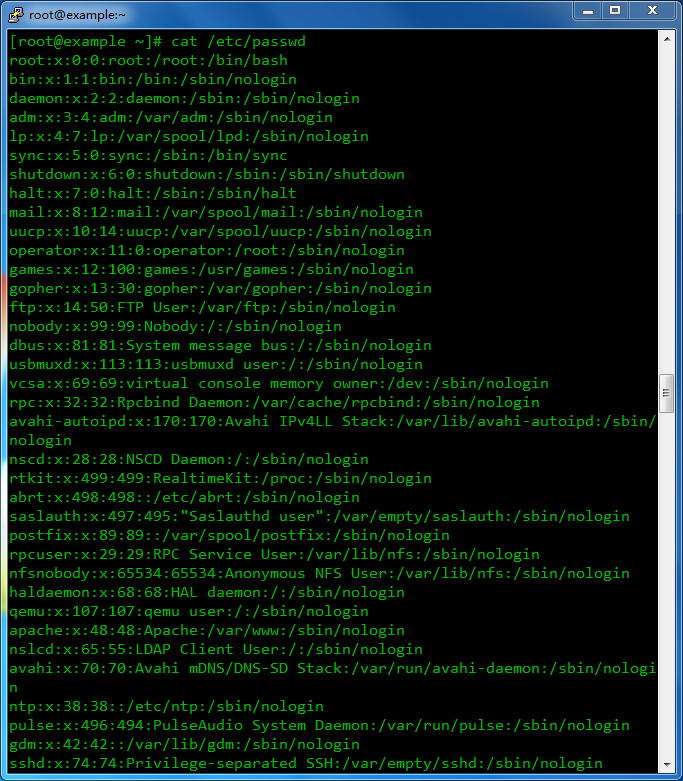 root@example:~
[root@example ~]# cat /etc/passwd
root:x:0:0:root:/root:/bin/bash
bin:x:1:1:bin:/bin:/sbin/nologin
daemon:x:2:2:daemon:/sbin:/sbin/nologin
adm:x:3:4:adm:/var/adm:/sbin/nologin
lp:x:4:7:lp:/var/spool/lpd:/sbin/nologin
sync:x:5:0:sync:/sbin:/bin/sync
shutdown:x:6:0:shutdown:/sbin:/sbin/shutdown
halt:x:7:0:halt:/sbin:/sbin/halt
mail:x:8:12:mail:/var/spool/mail:/sbin/nologin
uucp:x:10:14:uucp:/var/spool/uucp:/sbin/nologin
operator:x:11:0:operator:/root:/sbin/nologin
games:x:12:100:games:/usr/games:/sbin/nologin
gopher:x:13:30:gopher:/var/gopher:/sbin/nologin
ftp:x:14:50:FTP User:/var/ftp:/sbin/nologin
nobody:x:99:99:Nobody:/:/sbin/nologin
dbus:x:81:81:System message bus:/:/sbin/nologin
usbmuxd:x:113:113:usbmuxd user:/:/sbin/nologin
vcsa:x:69:69:virtual console memory owner:/dev:/sbin/nologin
rpc:x:32:32:Rpcbind Daemon:/var/cache/rpcbind:/sbin/nologin
avahi-autoipd:x:170:170:Avahi IPv4LL Stack:/var/lib/avahi-autoipd:/sbin/
nologin
nscd:x:28:28:NSCD Daemon:/:/sbin/nologin
rtkit:x:499:499:RealtimeKit:/proc:/sbin/nologin
abrt:x:498:498::/etc/abrt:/sbin/nologin
saslauth:x:497:495:"Saslauthd user":/var/empty/saslauth:/sbin/nologin
postfix:x:89:89::/var/spool/postfix:/sbin/nologin
rpcuser:x:29:29:RPC Service User:/var/lib/nfs:/sbin/nologin
nfsnobody:x:65534:65534:Anonymous NFS User:/var/lib/nfs:/sbin/nologin
haldaemon:x:68:68:HAL daemon:/:/sbin/nologin
qemu:x:107:107:qemu user:/:/sbin/nologin
apache:x:48:48:Apache:/var/www:/sbin/nologin
nslcd:x:65:55:LDAP Client User:/:/sbin/nologin
avahi:x:70:70:Avahi mDNS/DNS-SD Stack:/var/run/avahi-daemon:/sbin/nologi
n
ntp:x:38:38::/etc/ntp:/sbin/nologin
pulse:x:496:494:PulseAudio System Daemon:/var/run/pulse:/sbin/nologin
gdm:x:42:42::/var/lib/gdm:/sbin/nologin
sshd:x:74:74:Privilege-separated SSH:/var/empty/sshd:/sbin/nologin